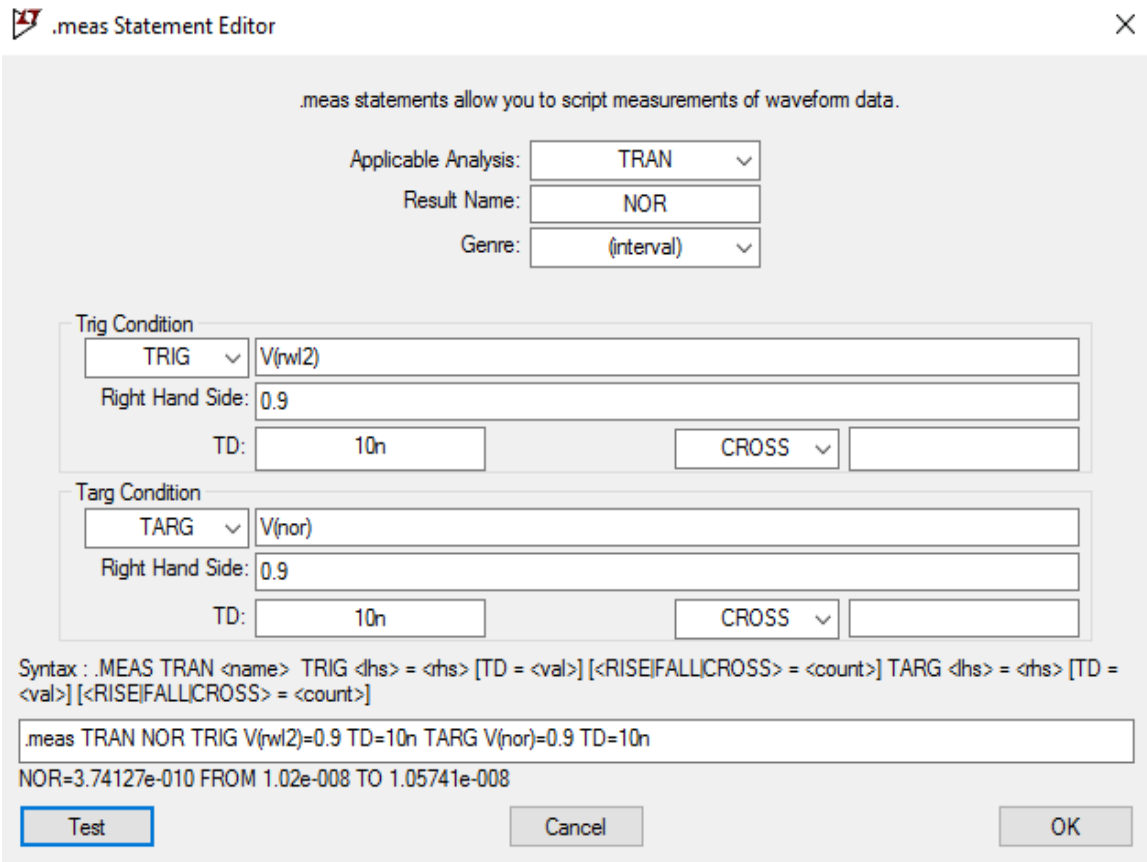 .meas Statement Editor
.meas statements allow you to script measurements of waveform data.
Applicable Analysis: TRAN
Result Name: NOR
Genre: (interval)
Trig Condition
TRIG V(rwl2)
Right Hand Side: 0.9
TD: 10n CROSS
Targ Condition
TARG V(nor)
Right Hand Side: 0.9
TD: 10n CROSS
Syntax : .MEAS TRAN <name>  TRIG <lhs> = <rhs> [TD = <val>] [<RISE|FALL|CROSS> = <count>] TARG <lhs> = <rhs> [TD =
<val>] [<RISE|FALL|CROSS> = <count>]
.meas TRAN NOR TRIG V(rwl2)=0.9 TD=10n TARG V(nor)=0.9 TD=10n
NOR=3.74127e-010 FROM 1.02e-008 TO 1.05741e-008
Test Cancel OK